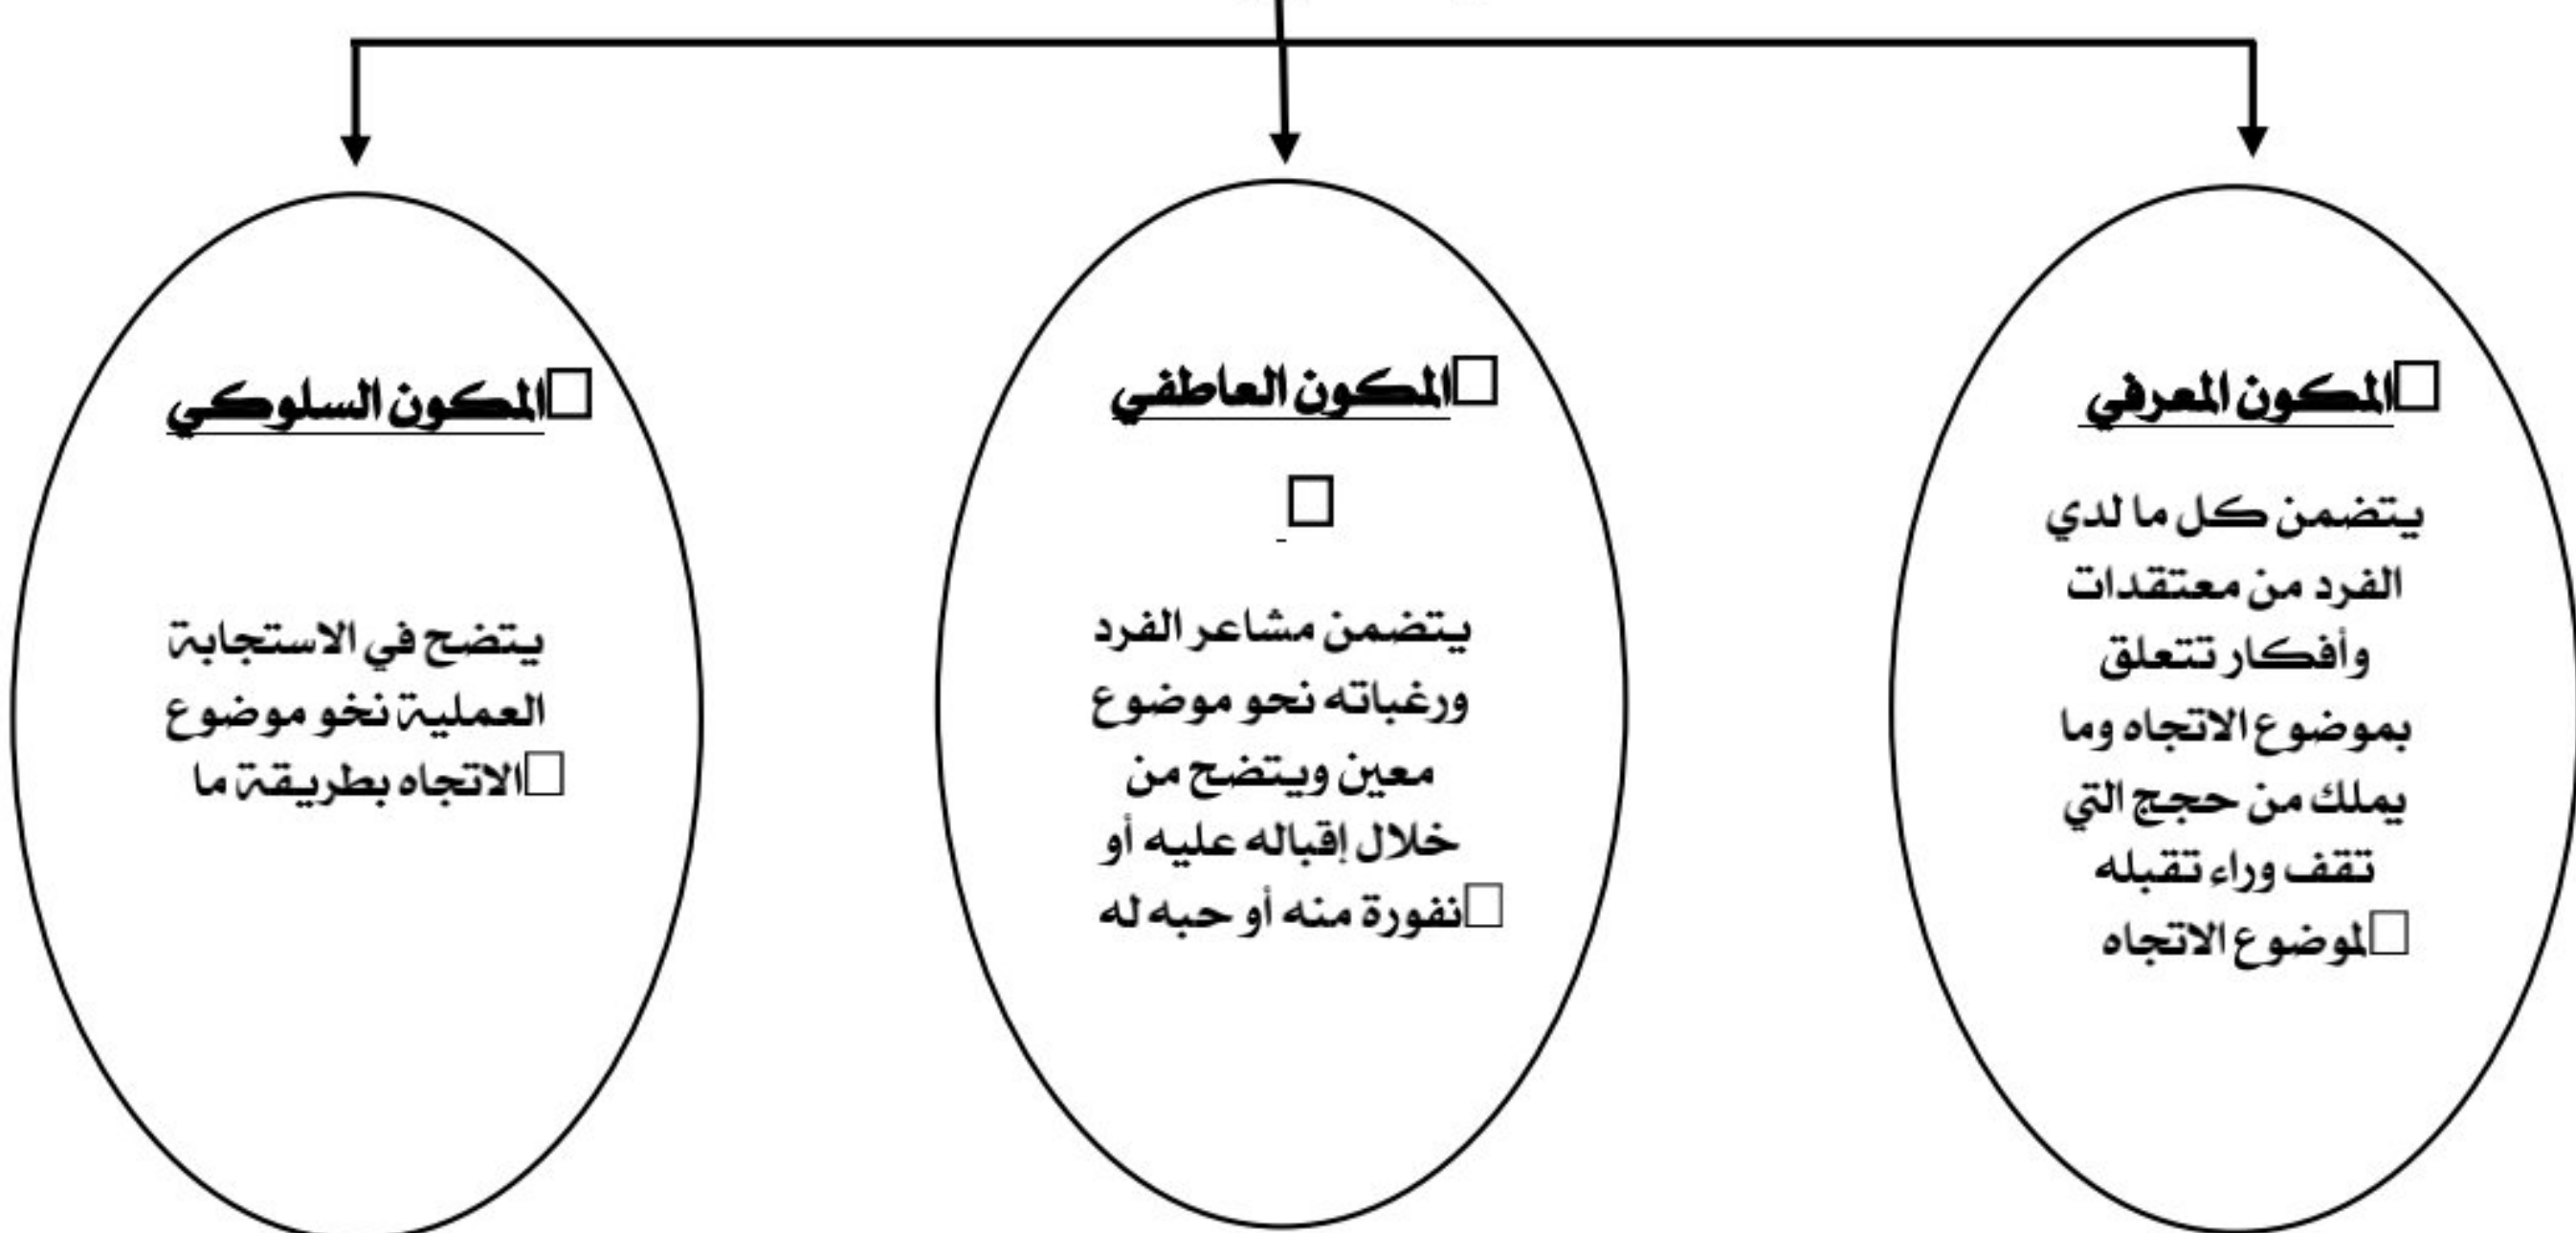 المكون المعرفي
يتضمن كل ما لدي
الفرد من معتقدات
وأفكار تتعلق
بموضوع الاتجاه وما
يملك من حجج التي
تقف وراء تقبله
لموضوع الاتجاه
المكون العاطفي
يتضمن مشاعر الفرد
ورغباته نحو موضوع
معين ويتضح من
خلال إقباله عليه أو
نفورة منه أو حبه له
المكون السلوكي
يتضح في الاستجابة
العملية نخو موضوع
الاتجاه بطريقة ما